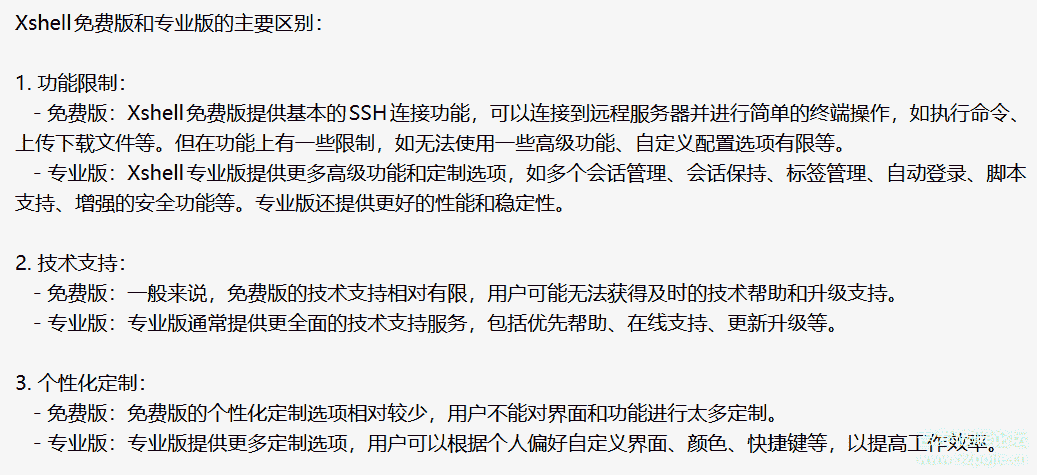 Xshell免费版和专业版的主要区别：
1. 功能限制：
- 免费版：Xshell免费版提供基本的SSH连接功能，可以连接到远程服务器并进行简单的终端操作，如执行命令、
上传下载文件等。但在功能上有一些限制，如无法使用一些高级功能、自定义配置选项有限等。
- 专业版：Xshell专业版提供更多高级功能和定制选项，如多个会话管理、会话保持、标签管理、自动登录、脚本
支持、增强的安全功能等。专业版还提供更好的性能和稳定性。
2. 技术支持：
- 免费版：一般来说，免费版的技术支持相对有限，用户可能无法获得及时的技术帮助和升级支持。
- 专业版：专业版通常提供更全面的技术支持服务，包括优先帮助、在线支持、更新升级等。
3. 个性化定制：
- 免费版：免费版的个性化定制选项相对较少，用户不能对界面和功能进行太多定制。
- 专业版：专业版提供更多定制选项，用户可以根据个人偏好自定义界面、颜色、快捷键等，以提高工作效率。